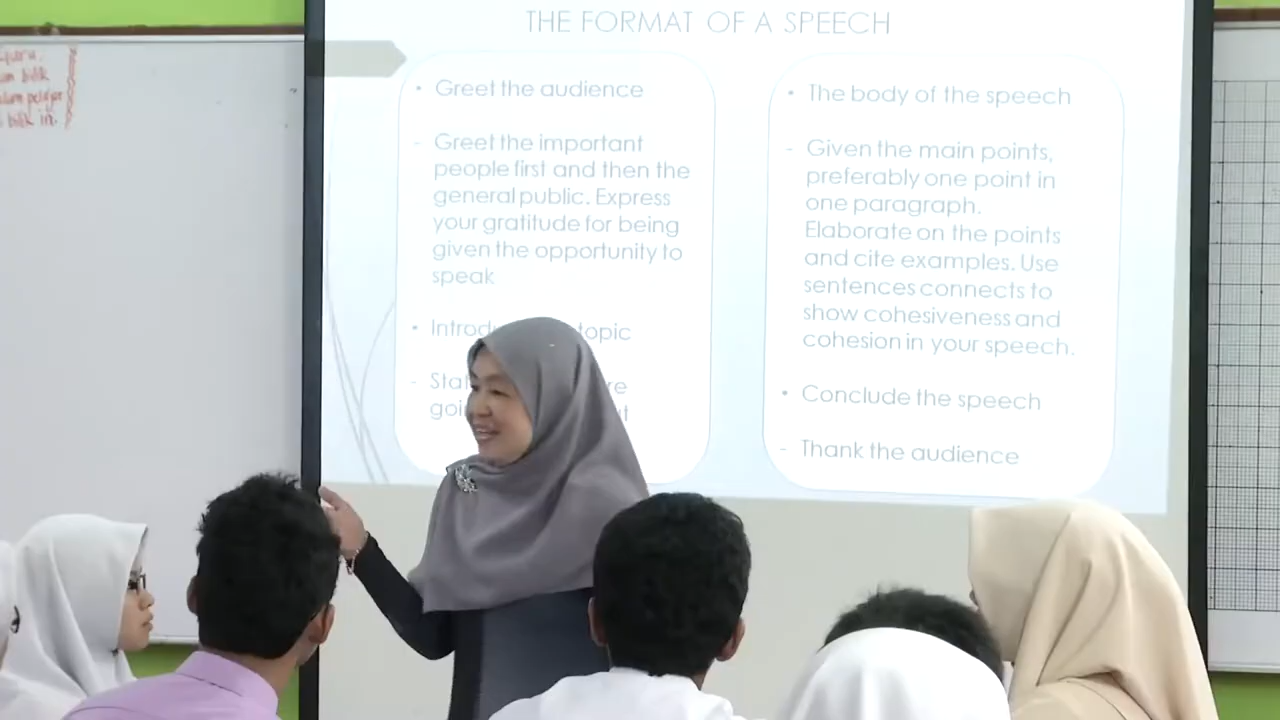 THE FORMAT OF A SPEECH
• Greet the audience
- Greet the important
people first and then the
general public. Express
your gratitude for being
given the opportunity to
speak
• topic
- 
• The body of the speech
- Given the main points,
preferably one point in
one paragraph.
Elaborate on the points
and cite examples. Use
sentences connects to
show cohesiveness and
cohesion in your speech.
• Conclude the speech
- Thank the audience
bilik
bilik in.